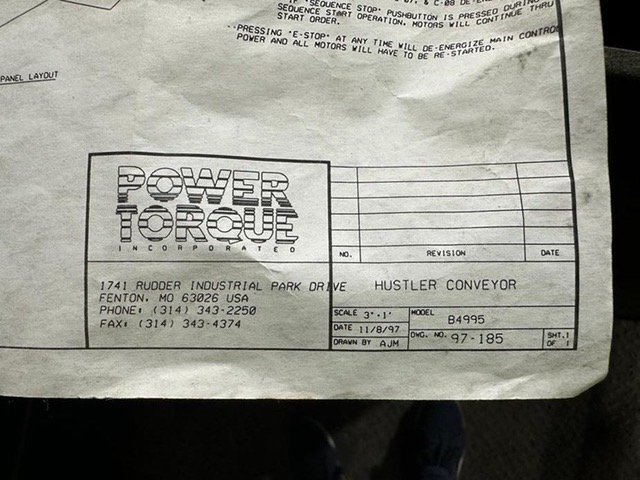 "SEQUENCE STOP" PUSHBUTTON IS PRESSED DURING
SEQUENCE START OPERATION, MOTORS WILL CONTINUE THRU
START ORDER.
--PRESSING "E-STOP" AT ANY TIME WILL DE-ENERGIZE MAIN CONTROL
POWER AND ALL MOTORS WILL HAVE TO BE RE-STARTED.
PANEL LAYOUT
POWER
TORQUE
INCORPORATED
NO. REVISION DATE
1741 RUDDER INDUSTRIAL PARK DRIVE
FENTON, MO 63026 USA
PHONE: (314) 343-2250
FAX: (314) 343-4374
HUSTLER CONVEYOR
SCALE 3"=1'
MODEL B4995
DATE 11/8/97
DRAWN BY AJM
DWG. NO. 97-185
SHT.1
OF 1